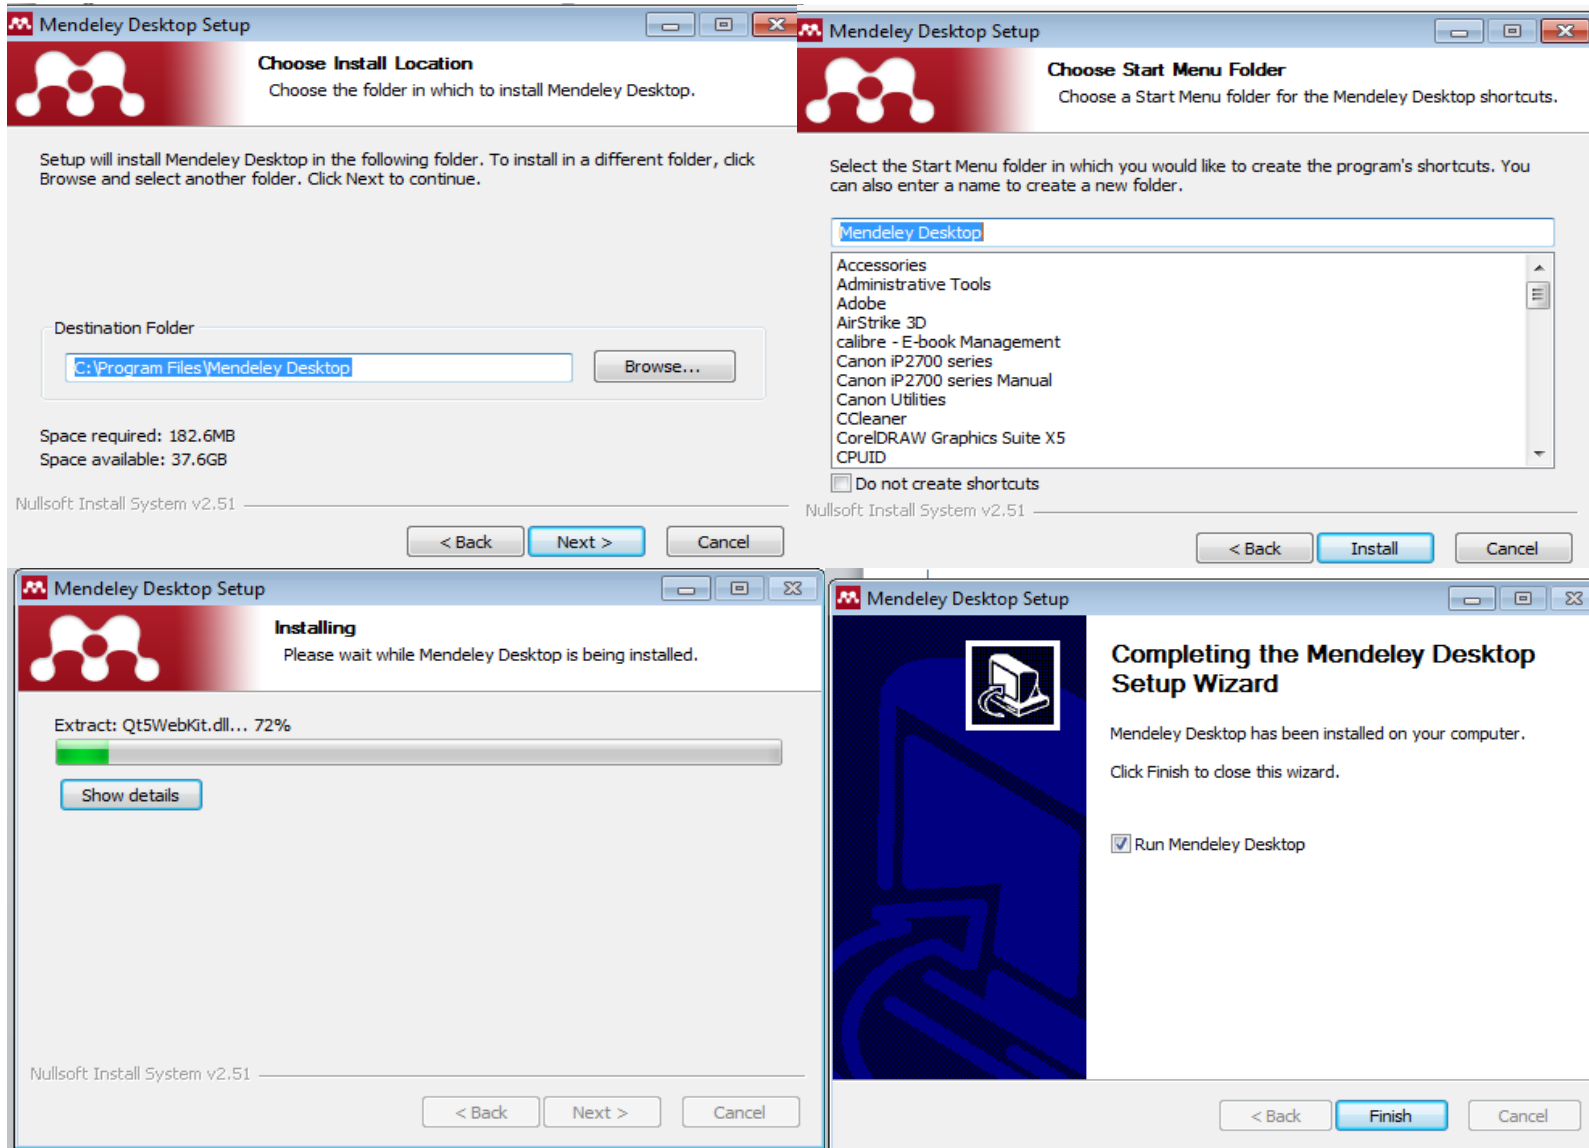 Mendeley Desktop Setup
Choose Install Location
Choose the folder in which to install Mendeley Desktop.
Setup will install Mendeley Desktop in the following folder. To install in a different folder, click
Browse and select another folder. Click Next to continue.
Destination Folder
C:\Program Files\Mendeley Desktop
Browse...
Space required: 182.6MB
Space available: 37.6GB
Nullsoft Install System v2.51
< Back
Next >
Cancel
Mendeley Desktop Setup
Choose Start Menu Folder
Choose a Start Menu folder for the Mendeley Desktop shortcuts.
Select the Start Menu folder in which you would like to create the program's shortcuts. You
can also enter a name to create a new folder.
Mendeley Desktop
Accessories
Administrative Tools
Adobe
AirStrike 3D
calibre - E-book Management
Canon iP2700 series
Canon iP2700 series Manual
Canon Utilities
CCleaner
CorelDRAW Graphics Suite X5
CPUID
Do not create shortcuts
Nullsoft Install System v2.51
< Back
Install
Cancel
Mendeley Desktop Setup
Installing
Please wait while Mendeley Desktop is being installed.
Extract: Qt5WebKit.dll... 72%
Show details
Nullsoft Install System v2.51
< Back
Next >
Cancel
Mendeley Desktop Setup
Completing the Mendeley Desktop
Setup Wizard
Mendeley Desktop has been installed on your computer.
Click Finish to close this wizard.
Run Mendeley Desktop
< Back
Finish
Cancel